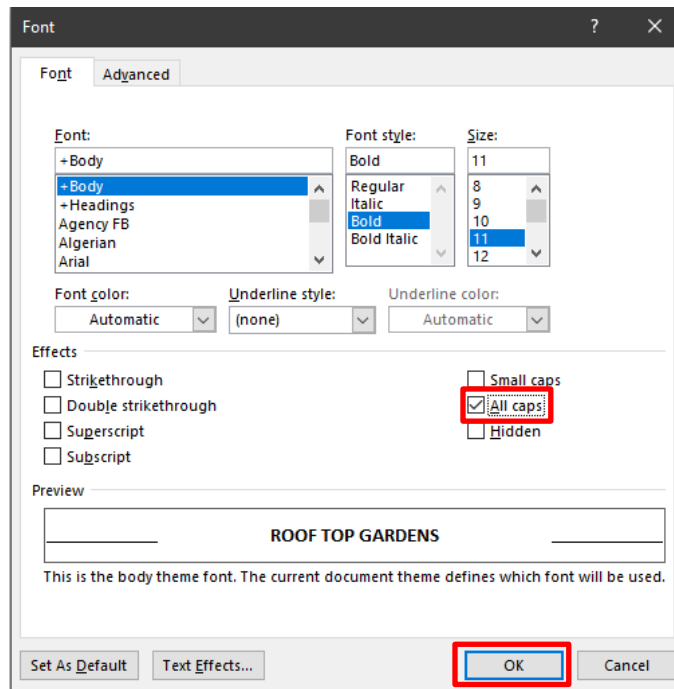 Font ? ×
Font Advanced
Font: Font style: Size:
+Body Bold 11
+Body Regular 8
+Headings Italic 9
Agency FB Bold 10
Algerian Bold Italic 11
Arial 12
Font color: Underline style: Underline color:
Automatic (none) Automatic
Effects
Strikethrough Small caps
Double strikethrough All caps
Superscript Hidden
Subscript
Preview
ROOF TOP GARDENS
This is the body theme font. The current document theme defines which font will be used.
Set As Default Text Effects... OK Cancel